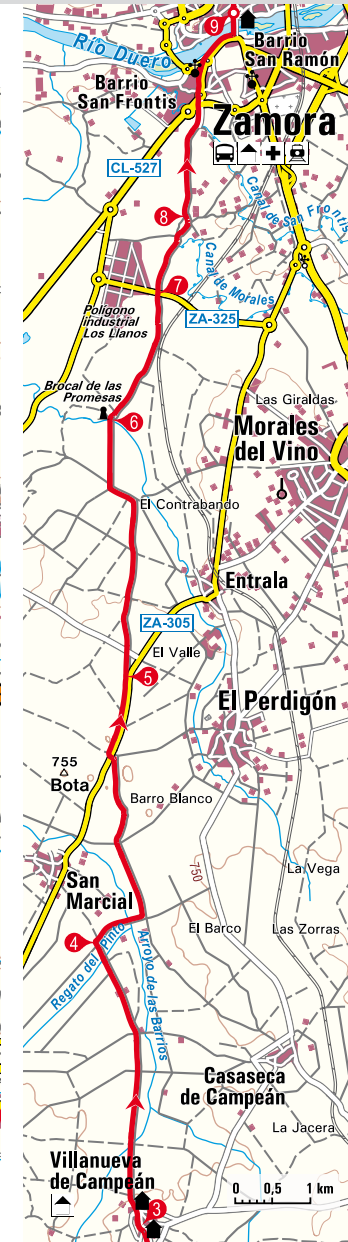 9
Río Duero
Barrio
San Ramón
Barrio
San Frontis
Zamora
CL-527
Canal de San Frontis
8
Canal de Morales
7
Polígono
industrial
Los Llanos
ZA-325
Brocal de las
Promesas
6
Las Giraldas
Morales
del Vino
El Contrabando
Entrala
ZA-305
El Valle
5
El Perdigón
755
Bota
Barro Blanco
750
La Vega
San
Marcial
El Barco
Las Zorras
4
Regato del Pinto
Arroyo de las Barrios
Casaseca
de Campeán
La Jacera
Villanueva
de Campeán
0 0,5 1 km
3